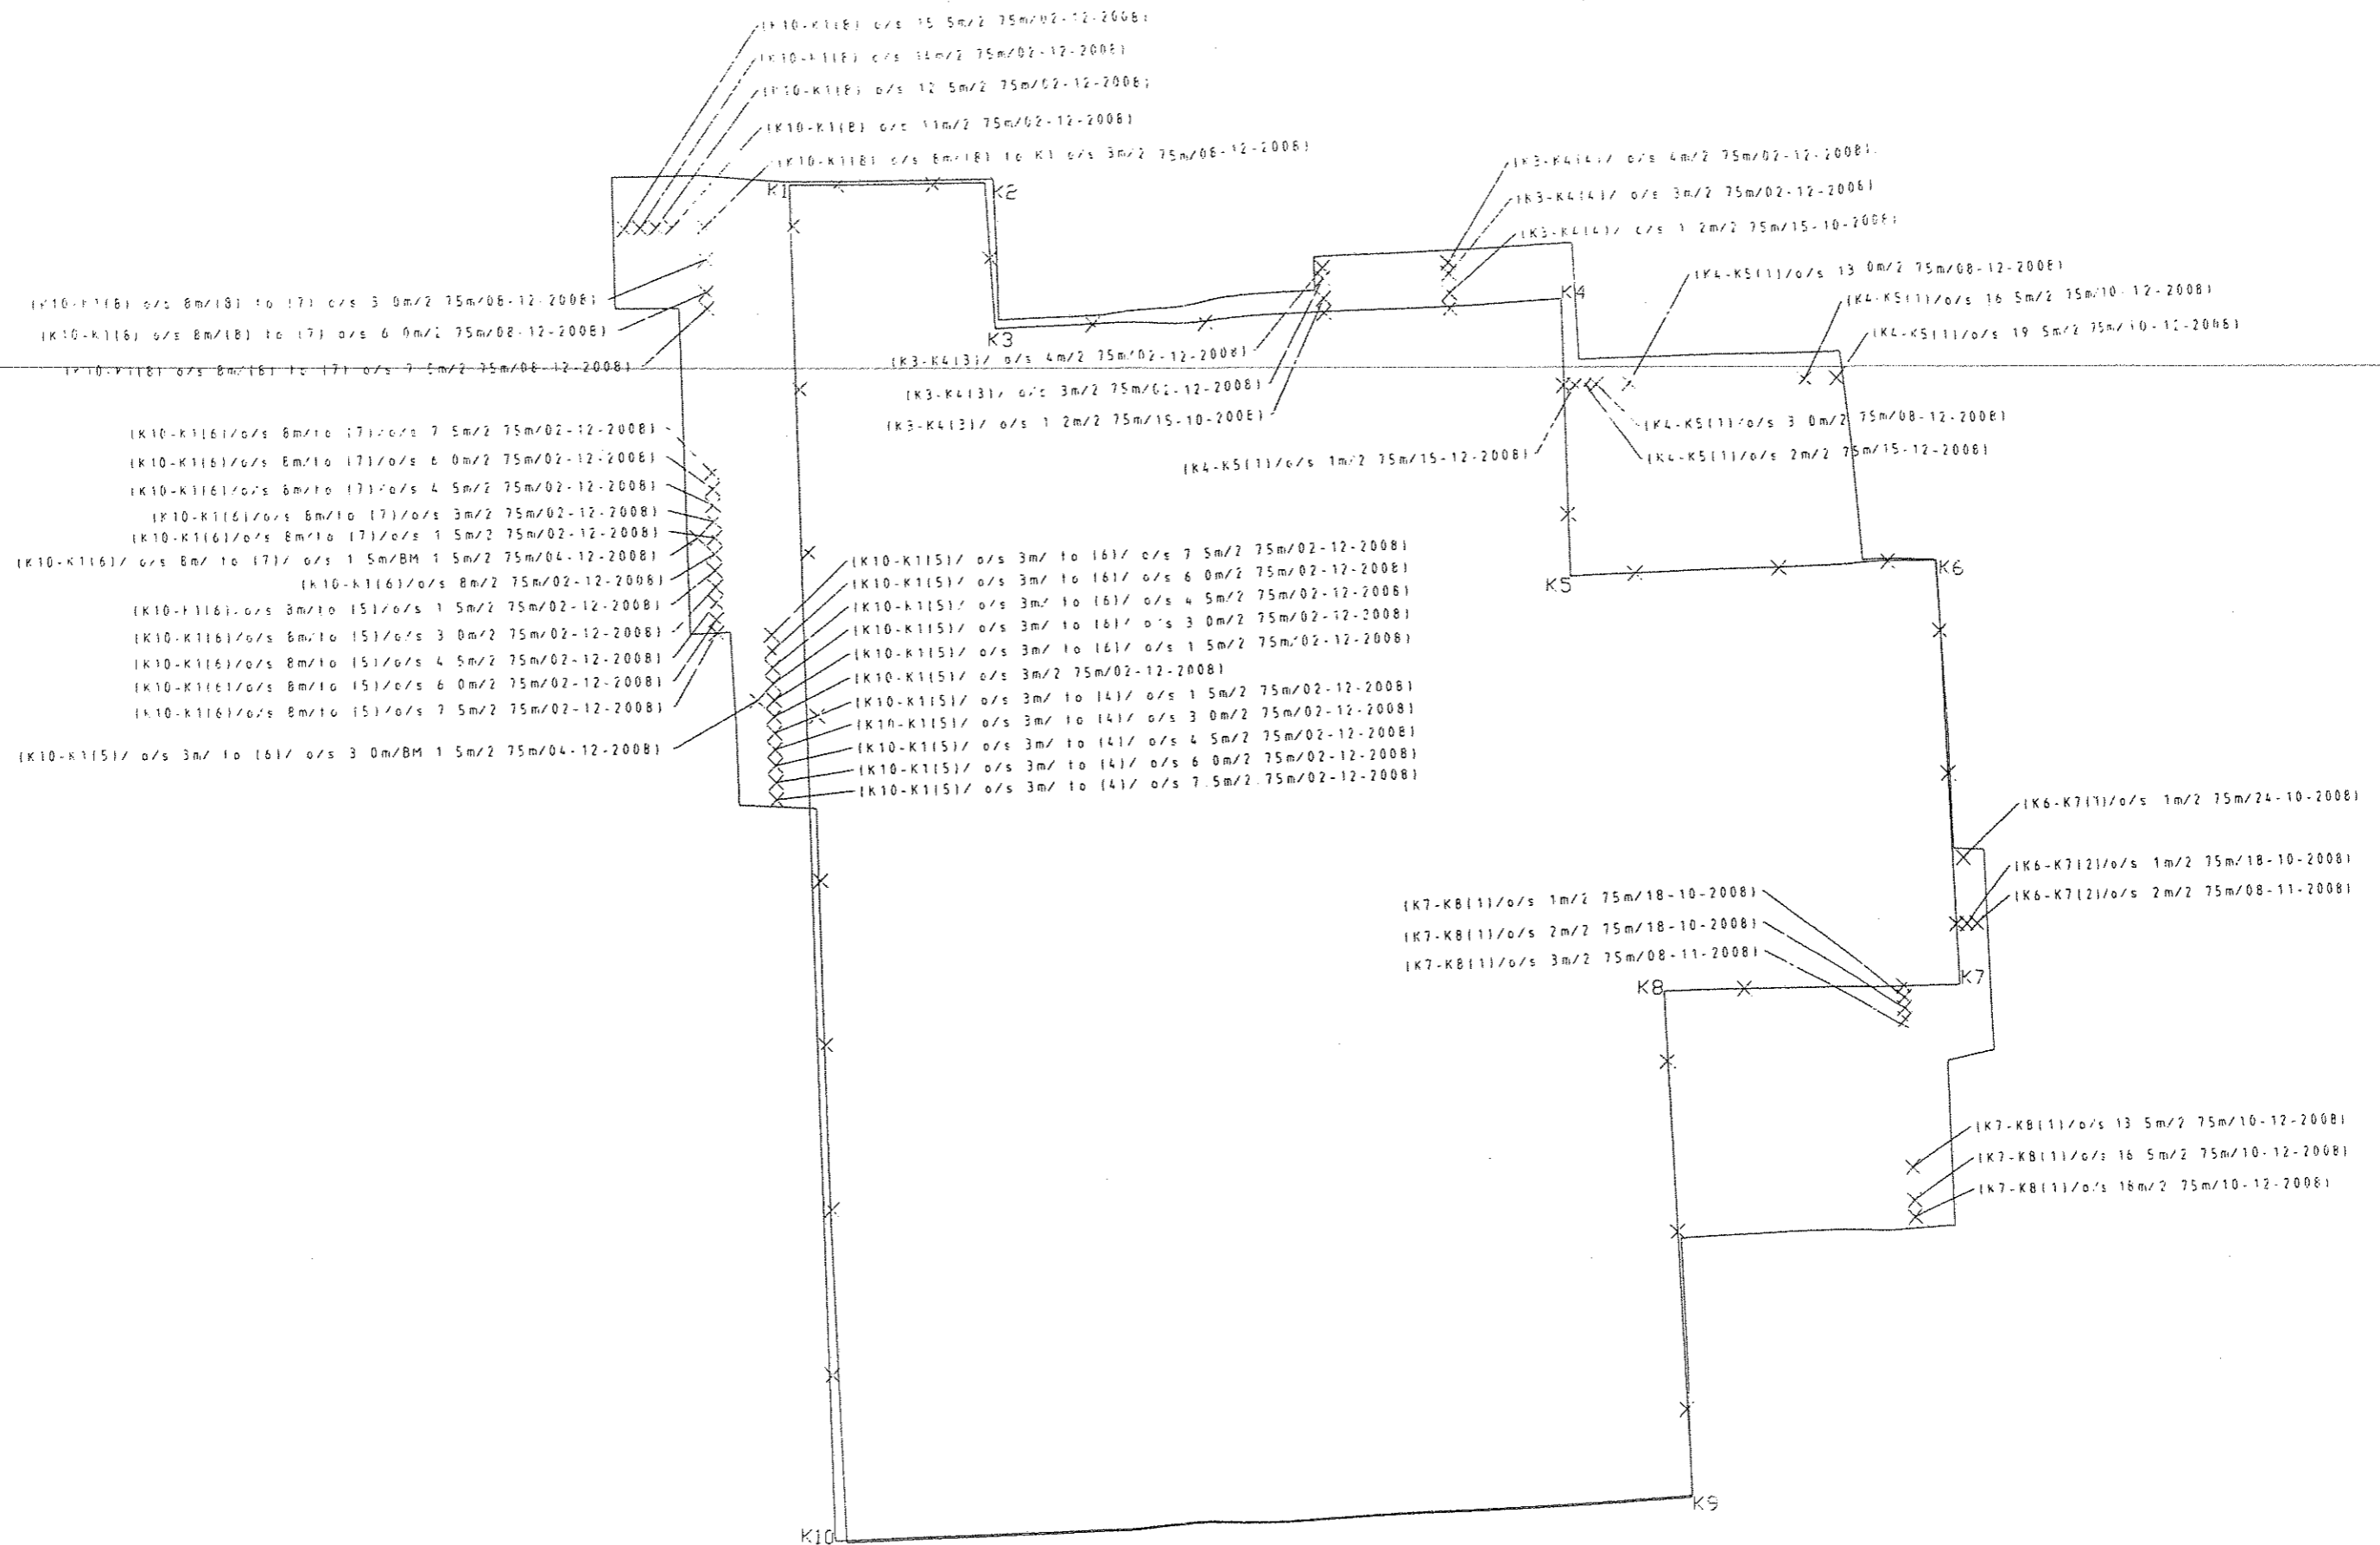 (K10-K1(8) o/s 15 5m/2 75m/02-12-2008)
(K10-K1(8) o/s 14m/2 75m/02-12-2008)
(K10-K1(8) o/s 12 5m/2 75m/02-12-2008)
(K10-K1(8) o/s 11m/2 75m/02-12-2008)
(K10-K1(8) o/s 8m/(8) to K1 o/s 3m/2 75m/08-12-2008)
K1
K2
K3
(K3-K4(4)/ o/s 4m/2 75m/02-12-2008)
(K3-K4(4)/ o/s 3m/2 75m/02-12-2008)
(K3-K4(4)/ o/s 1 2m/2 75m/15-10-2008)
K4
(K4-K5(1)/o/s 13 0m/2 75m/08-12-2008)
(K4-K5(1)/o/s 16 5m/2 75m/10-12-2008)
(K4-K5(1)/o/s 19 5m/2 75m/10-12-2008)
(K10-K1(8) o/s 8m/(8) to (7) o/s 3 0m/2 75m/08-12-2008)
(K10-K1(8) o/s 8m/(8) to (7) o/s 6 0m/2 75m/08-12-2008)
(K10-K1(8) o/s 8m/(8) to (7) o/s 7 5m/2 75m/08-12-2008)
(K3-K4(3)/ o/s 4m/2 75m/02-12-2008)
(K3-K4(3)/ o/s 3m/2 75m/02-12-2008)
(K3-K4(3)/ o/s 1 2m/2 75m/15-10-2008)
(K4-K5(1)/o/s 3 0m/2 75m/08-12-2008)
(K4-K5(1)/o/s 2m/2 75m/15-12-2008)
(K4-K5(1)/o/s 1m/2 75m/15-12-2008)
(K10-K1(6)/o/s 8m/to (7)/o/s 7 5m/2 75m/02-12-2008)
(K10-K1(6)/o/s 8m/to (7)/o/s 6 0m/2 75m/02-12-2008)
(K10-K1(6)/o/s 8m/to (7)/o/s 4 5m/2 75m/02-12-2008)
(K10-K1(6)/o/s 8m/to (7)/o/s 3m/2 75m/02-12-2008)
(K10-K1(6)/o/s 8m/to (7)/o/s 1 5m/2 75m/02-12-2008)
(K10-K1(6)/ o/s 8m/ to (7)/ o/s 1 5m/BM 1 5m/2 75m/04-12-2008)
(K10-K1(6)/o/s 8m/2 75m/02-12-2008)
(K10-K1(6)-o/s 8m/to (5)/o/s 1 5m/2 75m/02-12-2008)
(K10-K1(6)/o/s 8m/to (5)/o/s 3 0m/2 75m/02-12-2008)
(K10-K1(6)/o/s 8m/to (5)/o/s 4 5m/2 75m/02-12-2008)
(K10-K1(6)/o/s 8m/to (5)/o/s 6 0m/2 75m/02-12-2008)
(K10-K1(6)/o/s 8m/to (5)/o/s 7 5m/2 75m/02-12-2008)
(K10-K1(5)/ o/s 3m/ to (6)/ o/s 3 0m/BM 1 5m/2 75m/04-12-2008)
(K10-K1(5)/ o/s 3m/ to (6)/ o/s 7 5m/2 75m/02-12-2008)
(K10-K1(5)/ o/s 3m/ to (6)/ o/s 6 0m/2 75m/02-12-2008)
(K10-K1(5)/ o/s 3m/ to (6)/ o/s 4 5m/2 75m/02-12-2008)
(K10-K1(5)/ o/s 3m/ to (6)/ o/s 3 0m/2 75m/02-12-2008)
(K10-K1(5)/ o/s 3m/ to (6)/ o/s 1 5m/2 75m/02-12-2008)
(K10-K1(5)/ o/s 3m/2 75m/02-12-2008)
(K10-K1(5)/ o/s 3m/ to (4)/ o/s 1 5m/2 75m/02-12-2008)
(K10-K1(5)/ o/s 3m/ to (4)/ o/s 3 0m/2 75m/02-12-2008)
(K10-K1(5)/ o/s 3m/ to (4)/ o/s 4 5m/2 75m/02-12-2008)
(K10-K1(5)/ o/s 3m/ to (4)/ o/s 6 0m/2 75m/02-12-2008)
(K10-K1(5)/ o/s 3m/ to (4)/ o/s 7.5m/2.75m/02-12-2008)
K5
K6
(K6-K7(1)/o/s 1m/2 75m/24-10-2008)
(K6-K7(2)/o/s 1m/2 75m/18-10-2008)
(K6-K7(2)/o/s 2m/2 75m/08-11-2008)
(K7-K8(1)/o/s 1m/2 75m/18-10-2008)
(K7-K8(1)/o/s 2m/2 75m/18-10-2008)
(K7-K8(1)/o/s 3m/2 75m/08-11-2008)
K7
K8
(K7-K8(1)/o/s 13 5m/2 75m/10-12-2008)
(K7-K8(1)/o/s 16 5m/2 75m/10-12-2008)
(K7-K8(1)/o/s 18m/2 75m/10-12-2008)
K9
K10